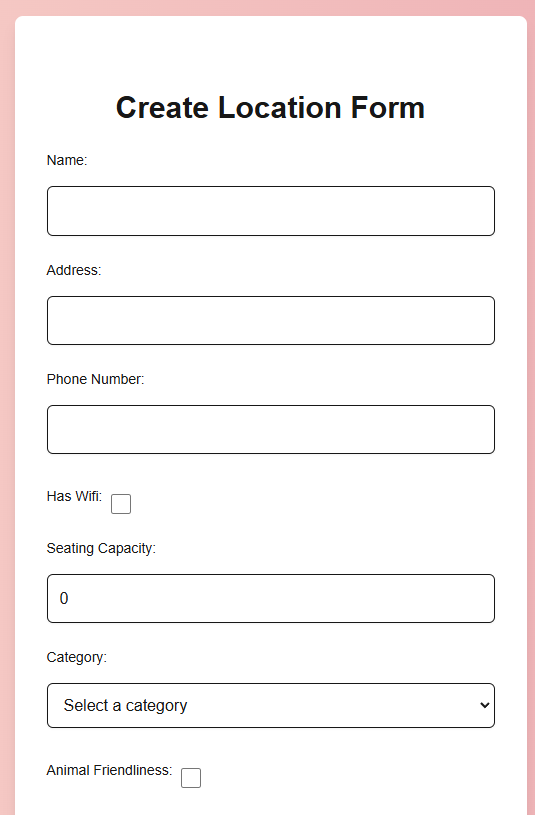 Create Location Form
Name:
Address:
Phone Number:
Has Wifi:
Seating Capacity:
0
Category:
Select a category
Animal Friendliness: